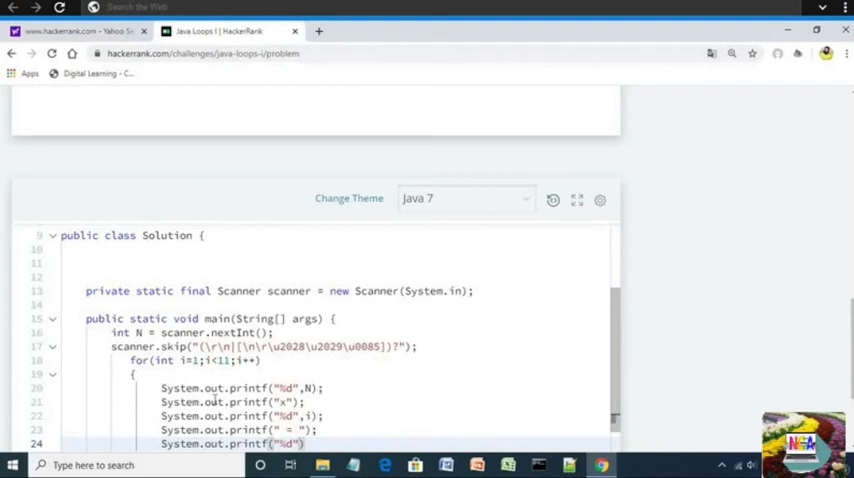 Search the Web
www.hackerrank.com - Yahoo S
Java Loops I | HackerRank
hackerrank.com/challenges/java-loops-i/problem
Apps
Digital Learning - C...
Change Theme
Java 7
9 public class Solution {
10
11
12
13 private static final Scanner scanner = new Scanner(System.in);
14
15 public static void main(String[] args) {
16 int N = scanner.nextInt();
17 scanner.skip("(\r\n|[\n\r\u2028\u2029\u0085])?");
18 for(int i=1;i<11;i++)
19 {
20 System.out.printf("%d",N);
21 System.out.printf("x");
22 System.out.printf("%d",i);
23 System.out.printf(" = ");
24 System.out.printf("%d")
Type here to search
NGA